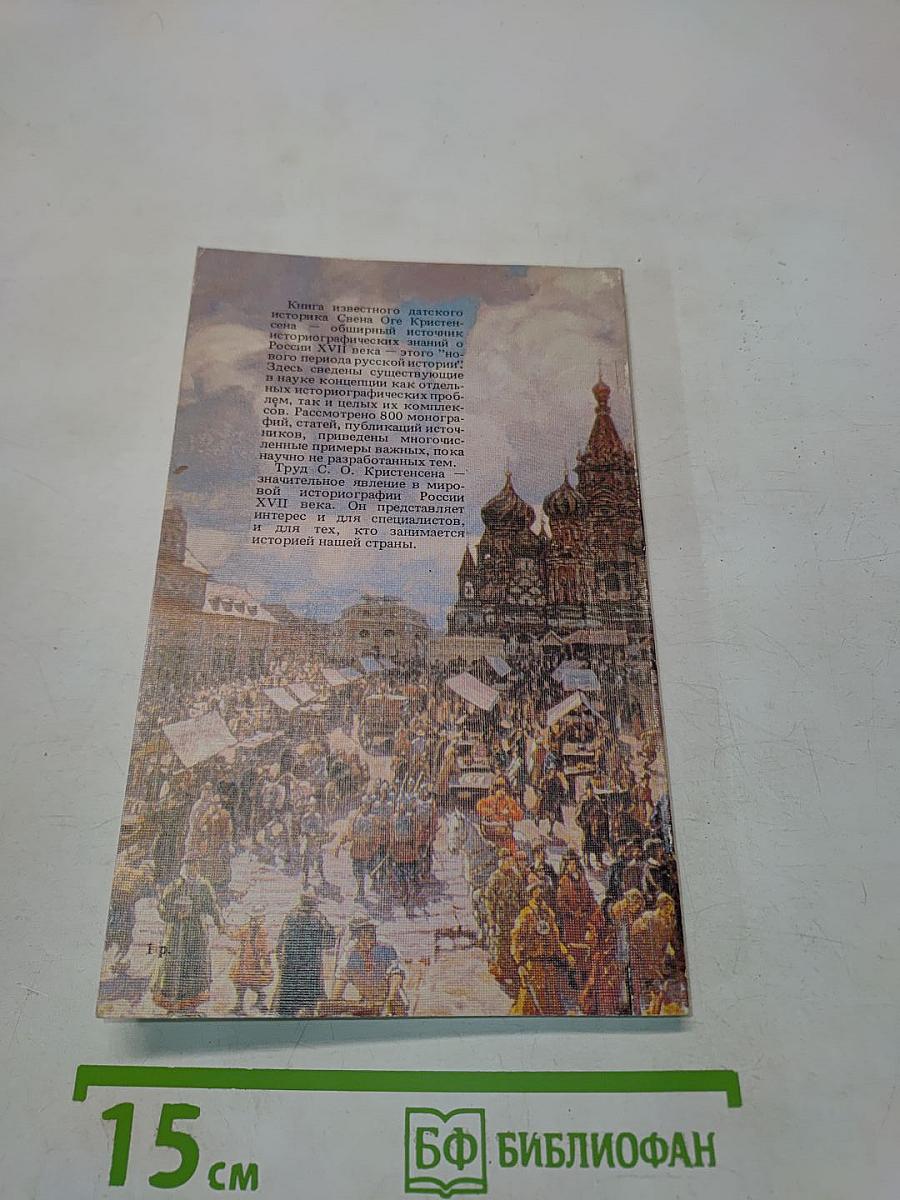 Книга известного датского
историка Свена Оге Кристен-
сена — обширный источник
историографических знаний о
России XVII века — этого "но-
вого периода русской истории".
Здесь сведены существующие
в науке концепции как отдель-
ных историографических проб-
лем, так и целых их комплек-
сов. Рассмотрено 800 моногра-
фий, статей, публикаций источ-
ников, приведены многочис-
ленные примеры важных, пока
научно не разработанных тем.
Труд С. О. Кристенсена —
значительное явление в миро-
вой историографии России
XVII века. Он представляет
интерес и для специалистов,
и для тех, кто занимается
историей нашей страны.
1 р.
15 см
БФ БИБЛИОФАН